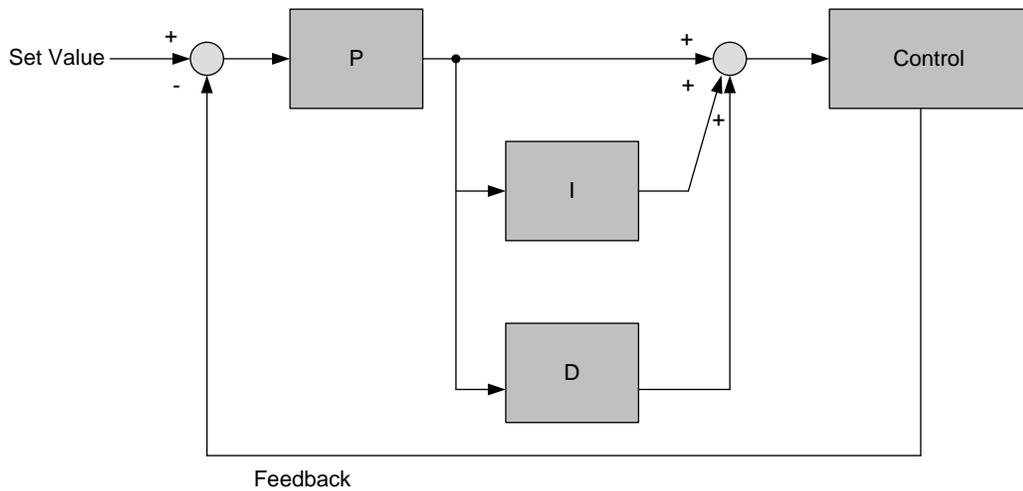 +
Set Value
-
P
+
+
+
Control
I
D
Feedback